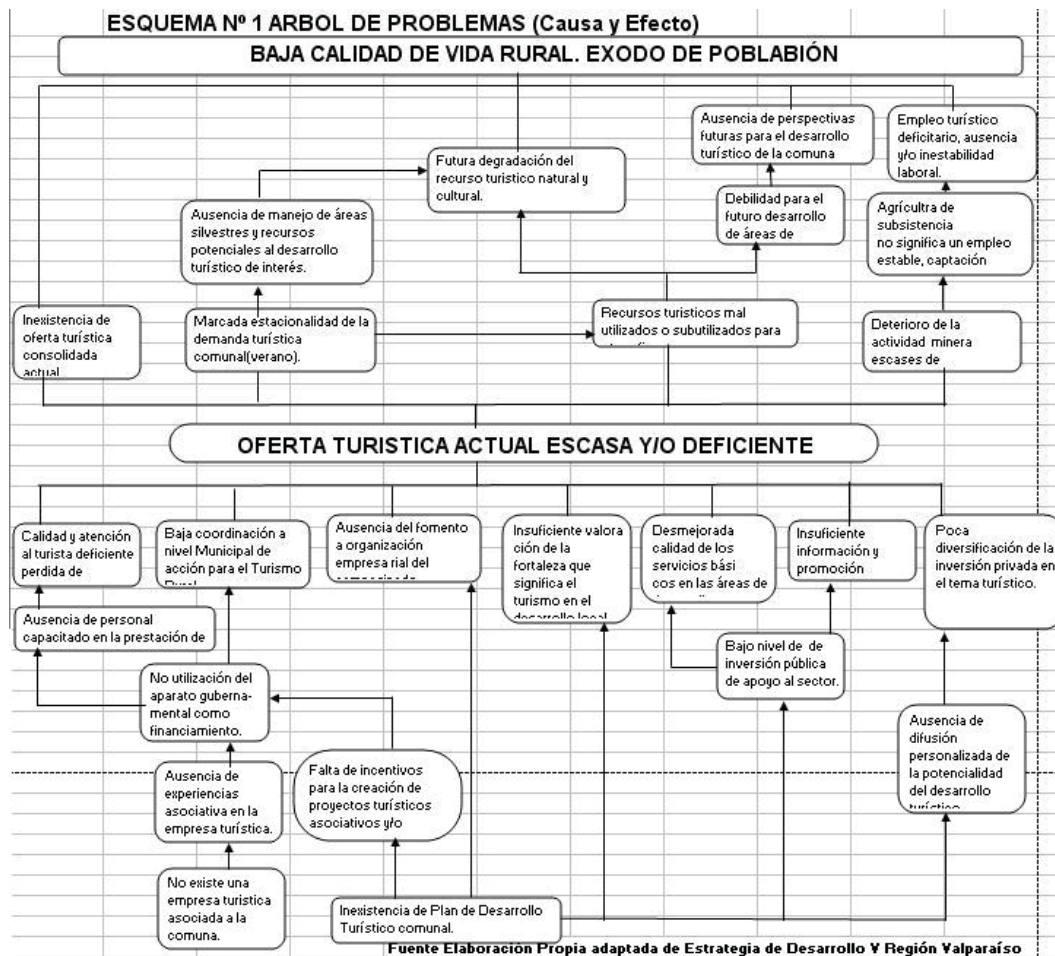 ESQUEMA Nº 1 ARBOL DE PROBLEMAS (Causa y Efecto)
BAJA CALIDAD DE VIDA RURAL. EXODO DE POBLABIÓN
Ausencia de perspectivas
futuras para el desarrollo
turístico de la comuna
Empleo turístico
deficitario, ausencia
y/o inestabilidad
laboral.
Futura degradación del
recurso turistico natural y
cultural.
Ausencia de manejo de áreas
silvestres y recursos
potenciales al desarrollo
turístico de interés.
Debilidad para el
futuro desarrollo
de áreas de
Agrícultra de
subsistencia
no significa un empleo
estable, captación
Inexistencia de
oferta turística
consolidada
actual
Marcada estacionalidad de la
demanda turística
comunal(verano).
Recursos turisticos mal
utilizados o subutilizados para
Deterioro de la
actividad minera
escases de
OFERTA TURISTICA ACTUAL ESCASA Y/O DEFICIENTE
Calidad y atención
al turista deficiente
perdida de
Baja coordinación a
nivel Municipal de
acción para el Turismo
Rural
Ausencia del fomento
a organización
empresa rial del
campesinado
Insuficiente valora
ción de la
fortaleza que
significa el
turismo en el
desarrollo local
Desmejorada
calidad de los
servicios bási
cos en las áreas de
Insuficiente
información y
promoción
Poca
diversificación de la
inversión privada en
el tema turístico.
Ausencia de personal
capacitado en la prestación de
Bajo nivel de de
inversión pública
de apoyo al sector.
No utilización del
aparato guberna-
mental como
financiamiento.
Ausencia de
difusión
personalizada de
la potencialidad
del desarrollo
turístico
Ausencia de
experiencias
asociativa en la
empresa turística.
Falta de incentivos
para la creación de
proyectos turísticos
asociativos y/o
No existe una
empresa turistica
asociada a la
comuna.
Inexistencia de Plan de Desarrollo
Turístico comunal.
Fuente Elaboración Propia adaptada de Estrategia de Desarrollo V Región Valparaíso